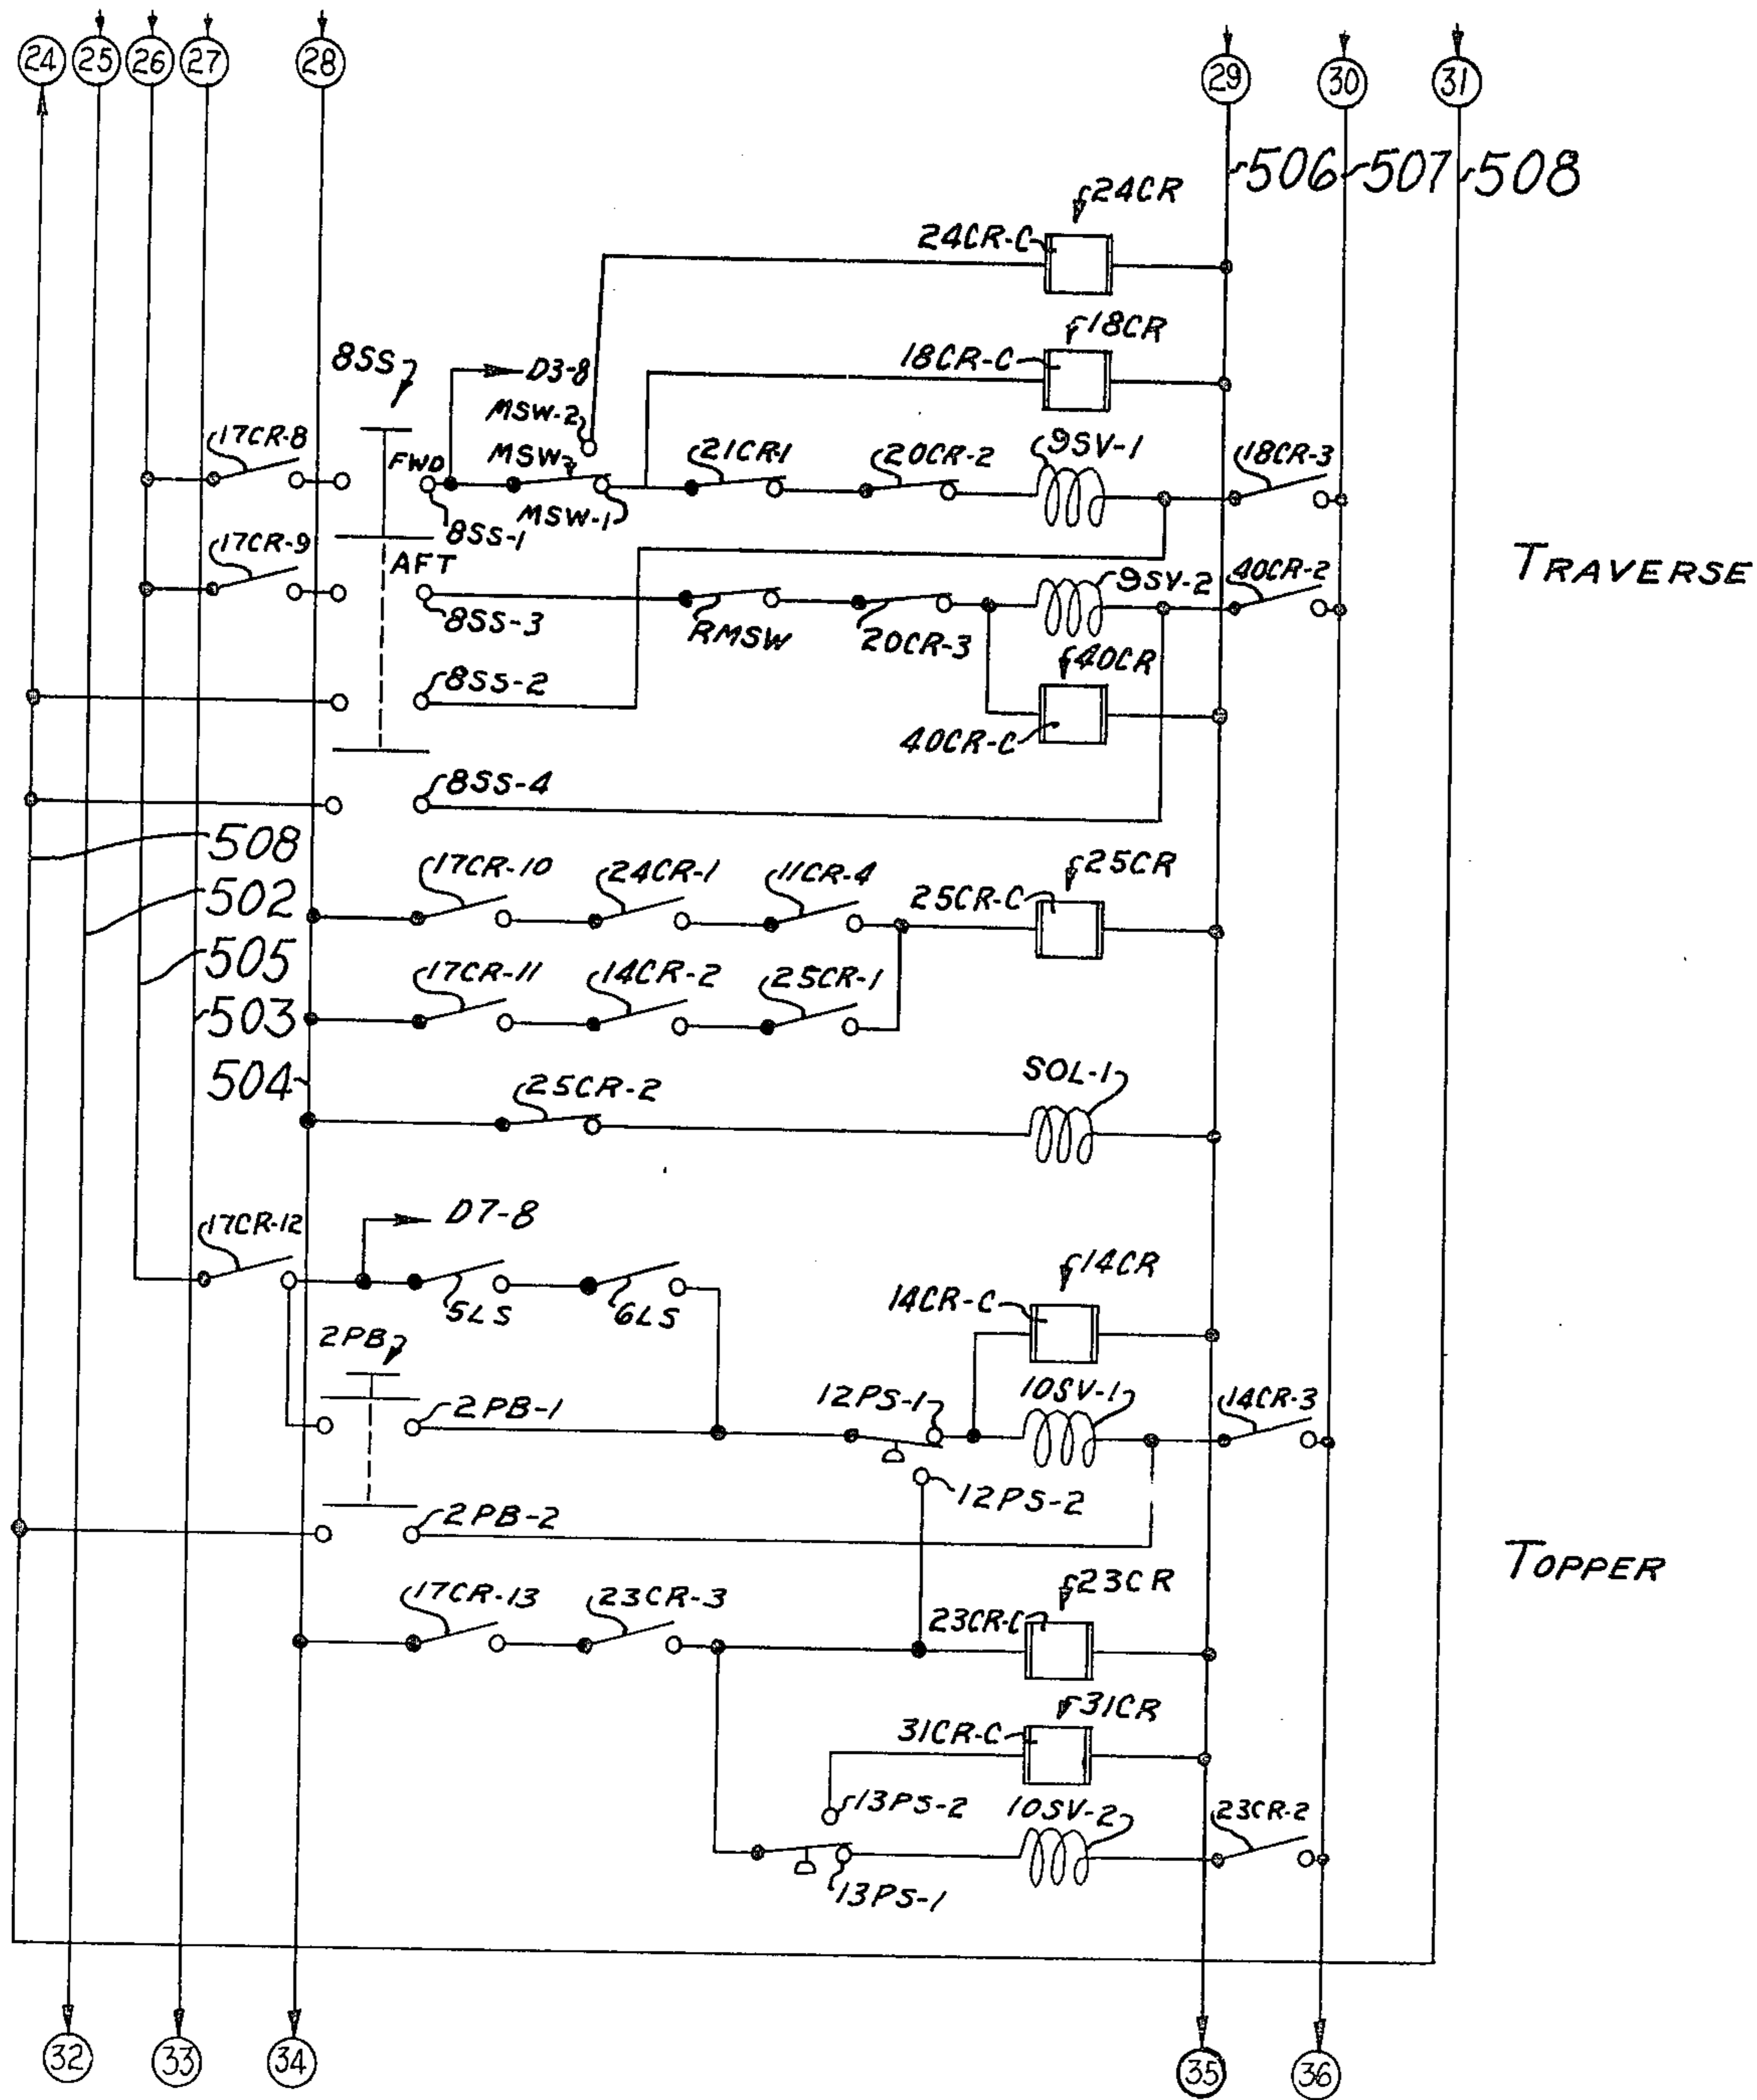 24 25 26 27 28 29 30 31
506 507 508
24CR
24CR-C
18CR
18CR-C
8SS
D3-8
MSW-2
17CR-8
FWD
MSW
21CR-1
20CR-2
9SV-1
18CR-3
8SS-1
MSW-1
17CR-9
AFT
TRAVERSE
9SV-2
40CR-2
8SS-3
RMSW
20CR-3
40CR
8SS-2
40CR-C
8SS-4
508
17CR-10
24CR-1
11CR-4
25CR
25CR-C
502
505
17CR-11
14CR-2
25CR-1
503
504
25CR-2
SOL-1
17CR-12
D7-8
14CR
14CR-C
5LS
6LS
2PB
2PB-1
12PS-1
10SV-1
14CR-3
12PS-2
2PB-2
TOPPER
17CR-13
23CR-3
23CR
23CR-C
31CR
31CR-C
13PS-2
10SV-2
23CR-2
13PS-1
32 33 34 35 36